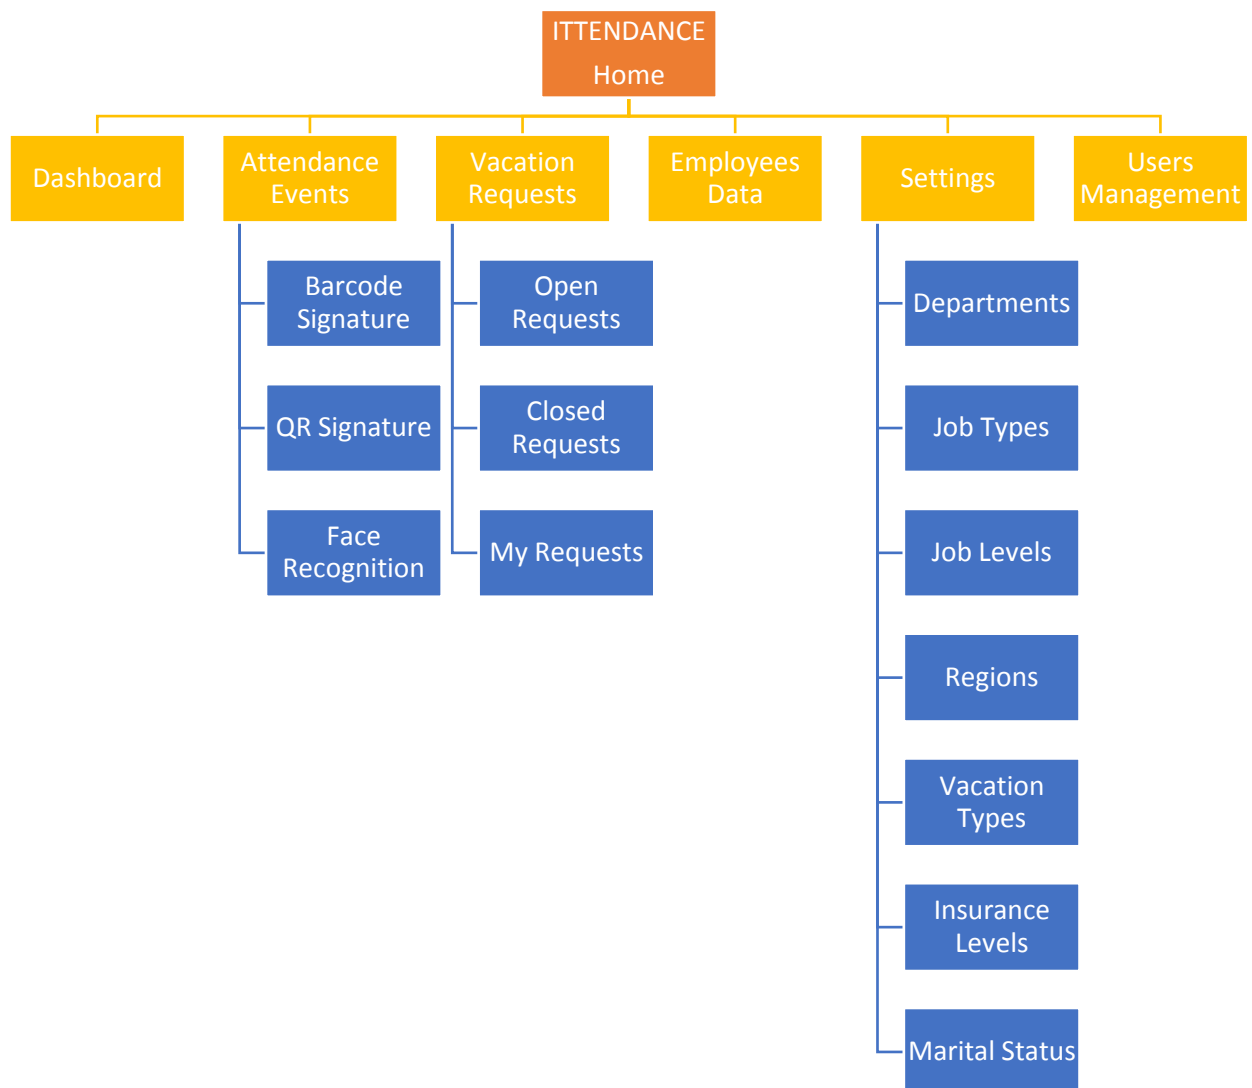 ITTENDANCE
Home
Dashboard
Attendance
Events
Vacation
Requests
Employees
Data
Settings
Users
Management
Barcode
Signature
QR Signature
Face
Recognition
Open
Requests
Closed
Requests
My Requests
Departments
Job Types
Job Levels
Regions
Vacation
Types
Insurance
Levels
Marital Status